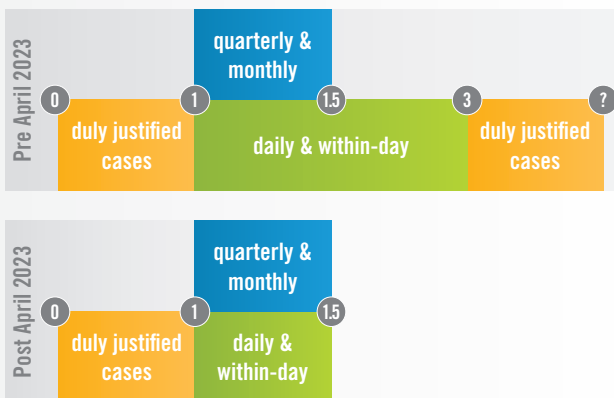 Pre April 2023
quarterly &
monthly
0
1
1.5
3
?
duly justified
cases
daily & within-day
duly justified
cases
Post April 2023
quarterly &
monthly
0
1
1.5
duly justified
cases
daily &
within-day